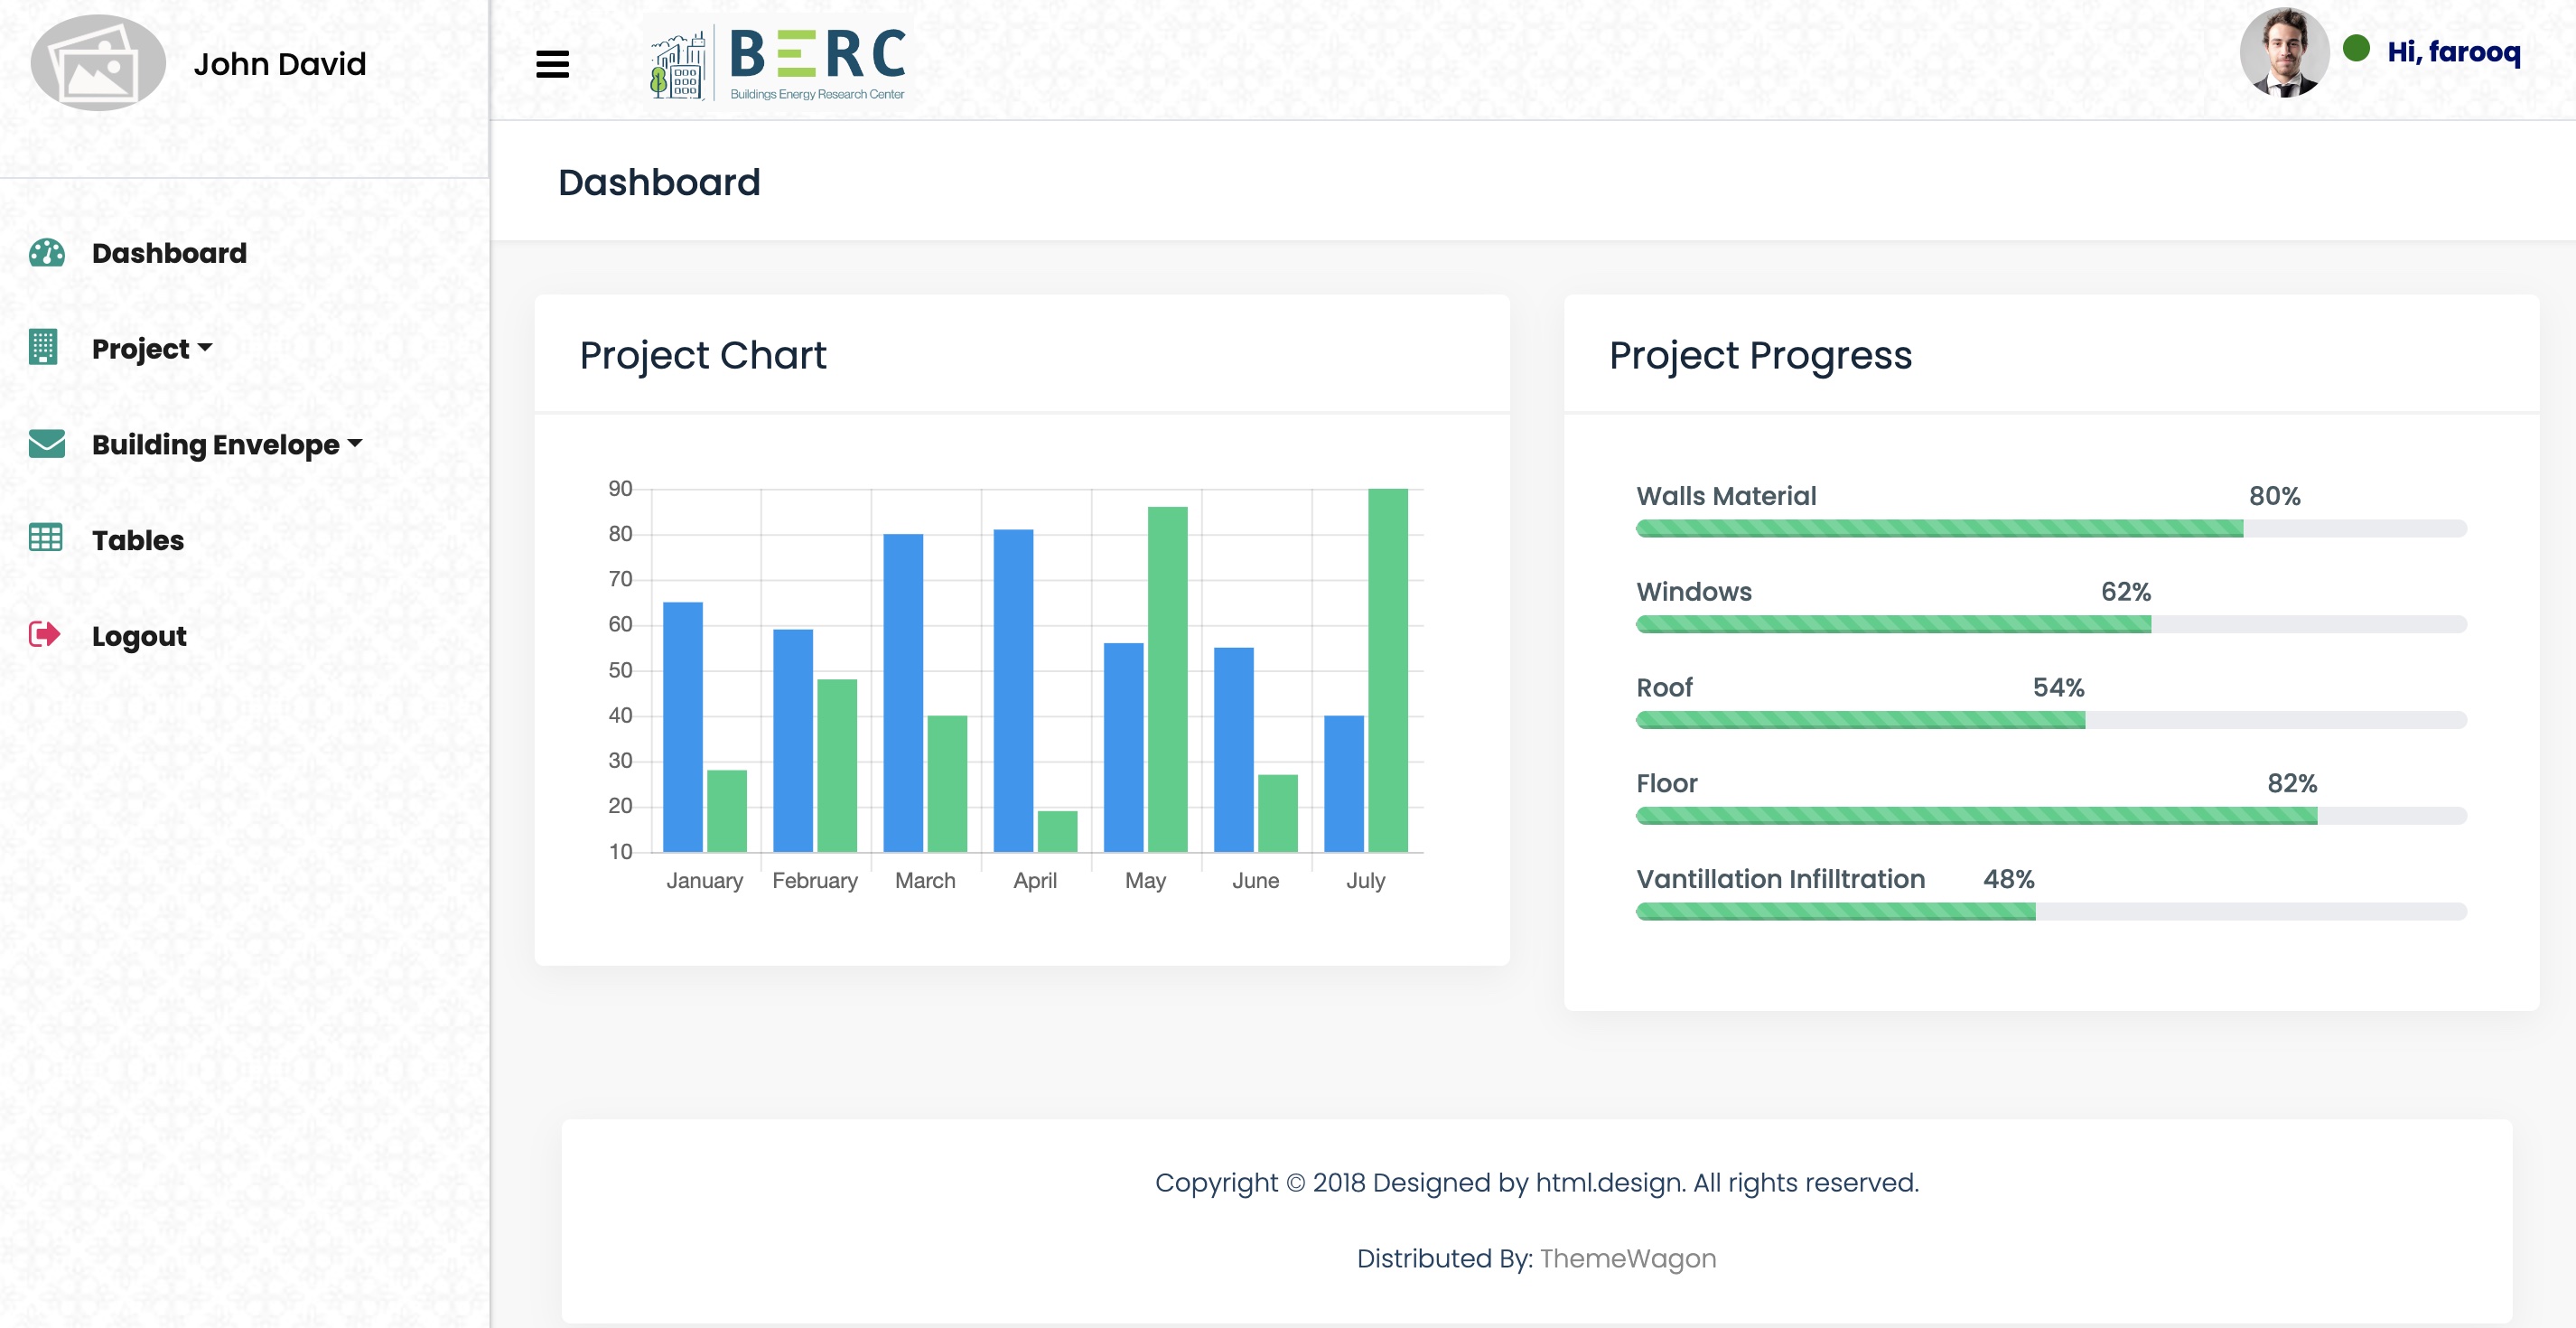 John David
BERC
Buildings Energy Research Center
Hi, farooq
Dashboard
Project
Building Envelope
Tables
Logout
Dashboard
Project Chart
90
80
70
60
50
40
30
20
10
January February March April May June July
Project Progress
Walls Material 80%
Windows 62%
Roof 54%
Floor 82%
Vantillation Infilltration 48%
Copyright © 2018 Designed by html.design. All rights reserved.
Distributed By: ThemeWagon